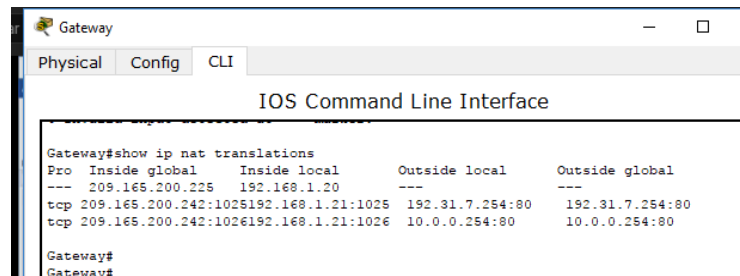 Gateway
Physical Config CLI
IOS Command Line Interface
Gateway#show ip nat translations
Pro Inside global Inside local Outside local Outside global
--- 209.165.200.225 192.168.1.20 --- ---
tcp 209.165.200.242:1025192.168.1.21:1025 192.31.7.254:80 192.31.7.254:80
tcp 209.165.200.242:1026192.168.1.21:1026 10.0.0.254:80 10.0.0.254:80
Gateway#
Gateway#